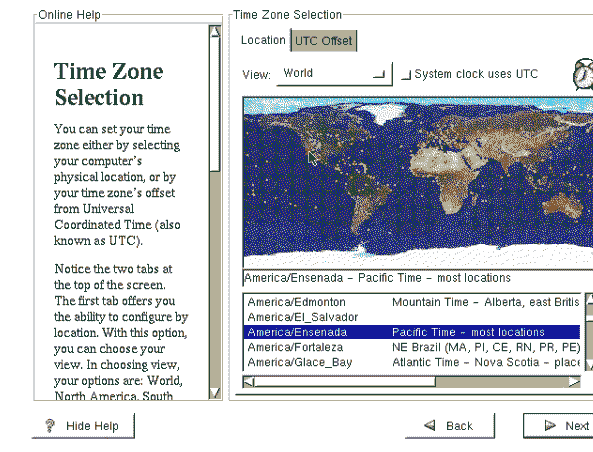 Online Help
Time Zone
Selection
You can set your time
zone either by selecting
your computer's
physical location, or by
your time zone's offset
from Universal
Coordinated Time (also
known as UTC).
Notice the two tabs at
the top of the screen.
The first tab offers you
the ability to configure by
location. With this option,
you can choose your
view. In choosing view,
your options are: World,
North America, South
Time Zone Selection
Location UTC Offset
View: World System clock uses UTC
America/Ensenada - Pacific Time - most locations
America/Edmonton Mountain Time - Alberta, east Britis
America/El_Salvador
America/Ensenada Pacific Time - most locations
America/Fortaleza NE Brazil (MA, PI, CE, RN, PR, PE)
America/Glace_Bay Atlantic Time - Nova Scotia - place
Hide Help Back Next